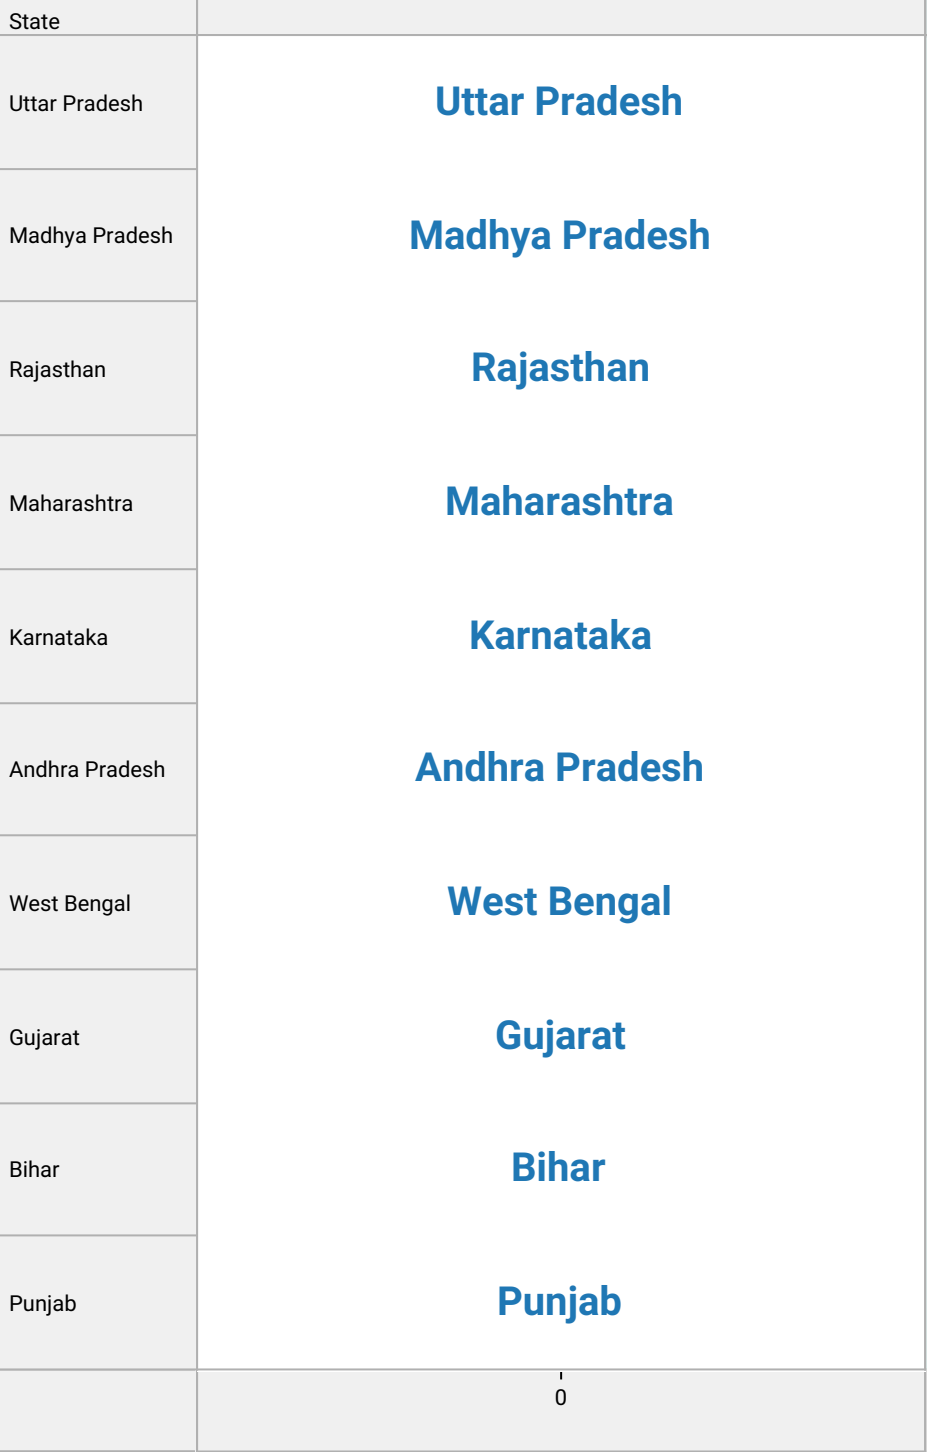 State
Uttar Pradesh Uttar Pradesh
Madhya Pradesh Madhya Pradesh
Rajasthan Rajasthan
Maharashtra Maharashtra
Karnataka Karnataka
Andhra Pradesh Andhra Pradesh
West Bengal West Bengal
Gujarat Gujarat
Bihar Bihar
Punjab Punjab
0